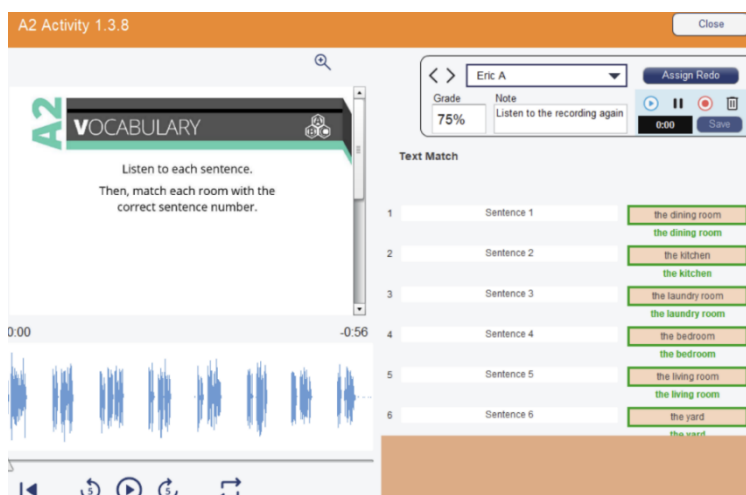 A2 Activity 1.3.8
Close
A2
VOCABULARY
Listen to each sentence.
Then, match each room with the
correct sentence number.
0:00
-0:56
5
5
Eric A
Assign Redo
Grade
Note
75%
Listen to the recording again
0:00
Save
Text Match
1 Sentence 1 the dining room
the dining room
2 Sentence 2 the kitchen
the kitchen
3 Sentence 3 the laundry room
the laundry room
4 Sentence 4 the bedroom
the bedroom
5 Sentence 5 the living room
the living room
6 Sentence 6 the yard
the yard